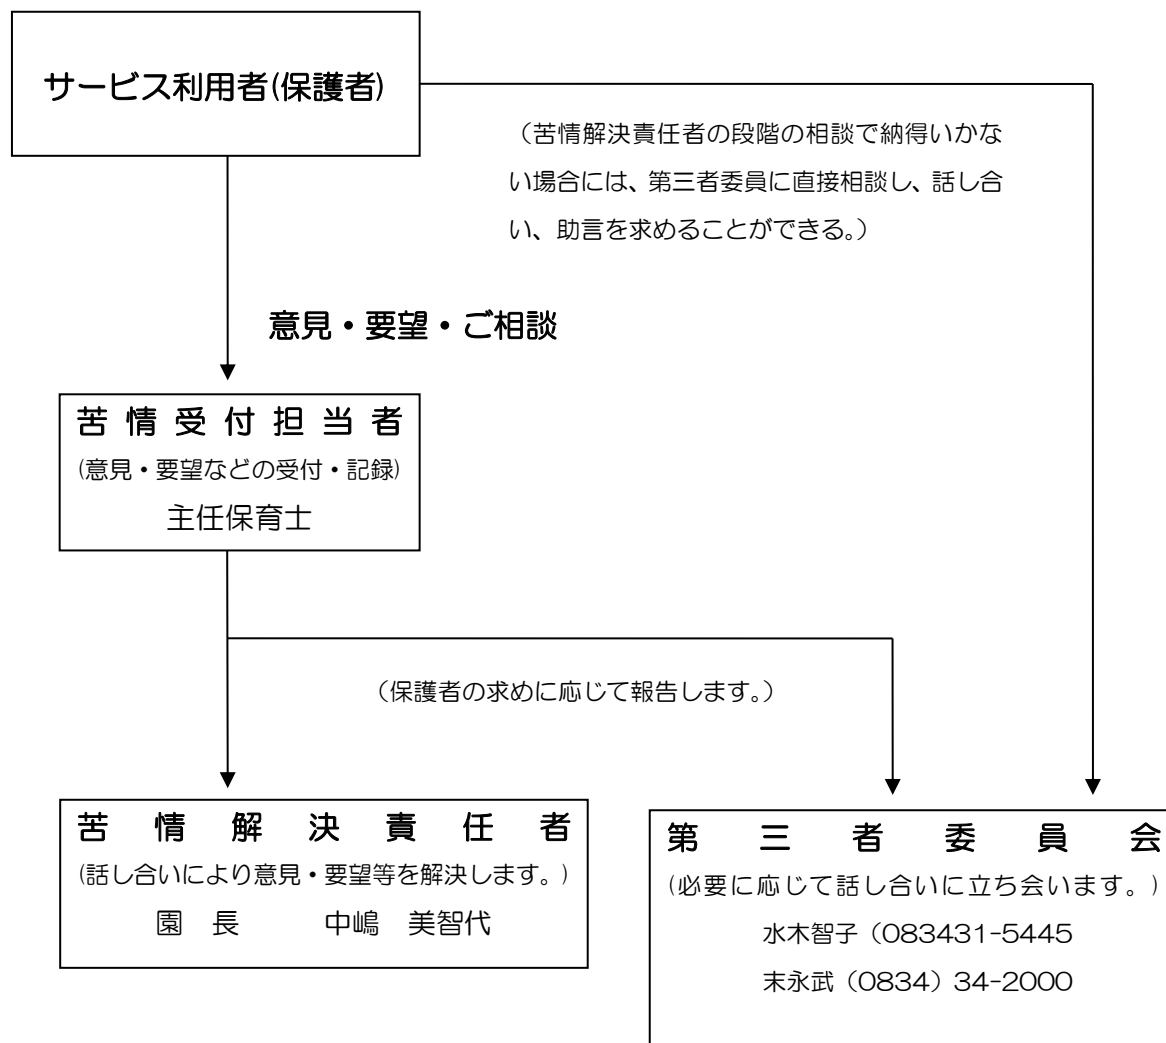 サービス利用者(保護者)
（苦情解決責任者の段階の相談で納得いかな
い場合には、第三者委員に直接相談し、話し合
い、助言を求めることができる。）
意見・要望・ご相談
苦情受付担当者
(意見・要望などの受付・記録)
主任保育士
（保護者の求めに応じて報告します。）
苦情解決責任者
(話し合いにより意見・要望等を解決します。)
園　長　　　中嶋　美智代
第三者委員会
(必要に応じて話し合いに立ち会います。)
水木智子（083431-5445
末永武（0834）34-2000